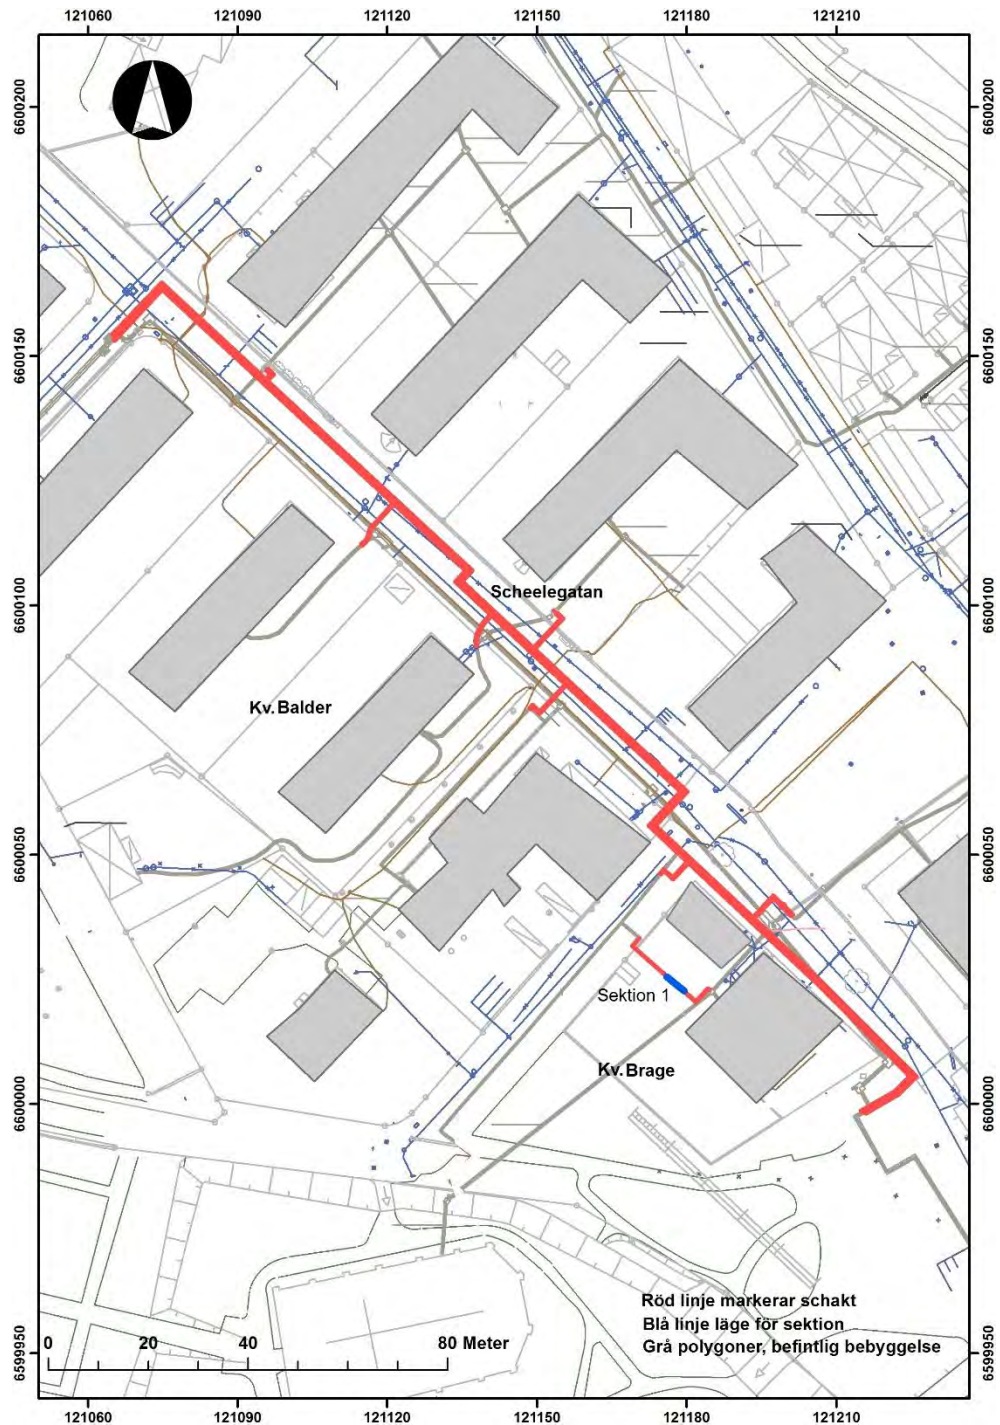 121060 121090 121120 121150 121180 121210
6600200 6600200
6600150 6600150
6600100 6600100
Scheelegatan
Kv. Balder
6600050 6600050
Sektion 1
Kv. Brage
6600000 6600000
Röd linje markerar schakt
Blå linje läge för sektion
Grå polygoner, befintlig bebyggelse
0 20 40 80 Meter
6599950 6599950
121060 121090 121120 121150 121180 121210